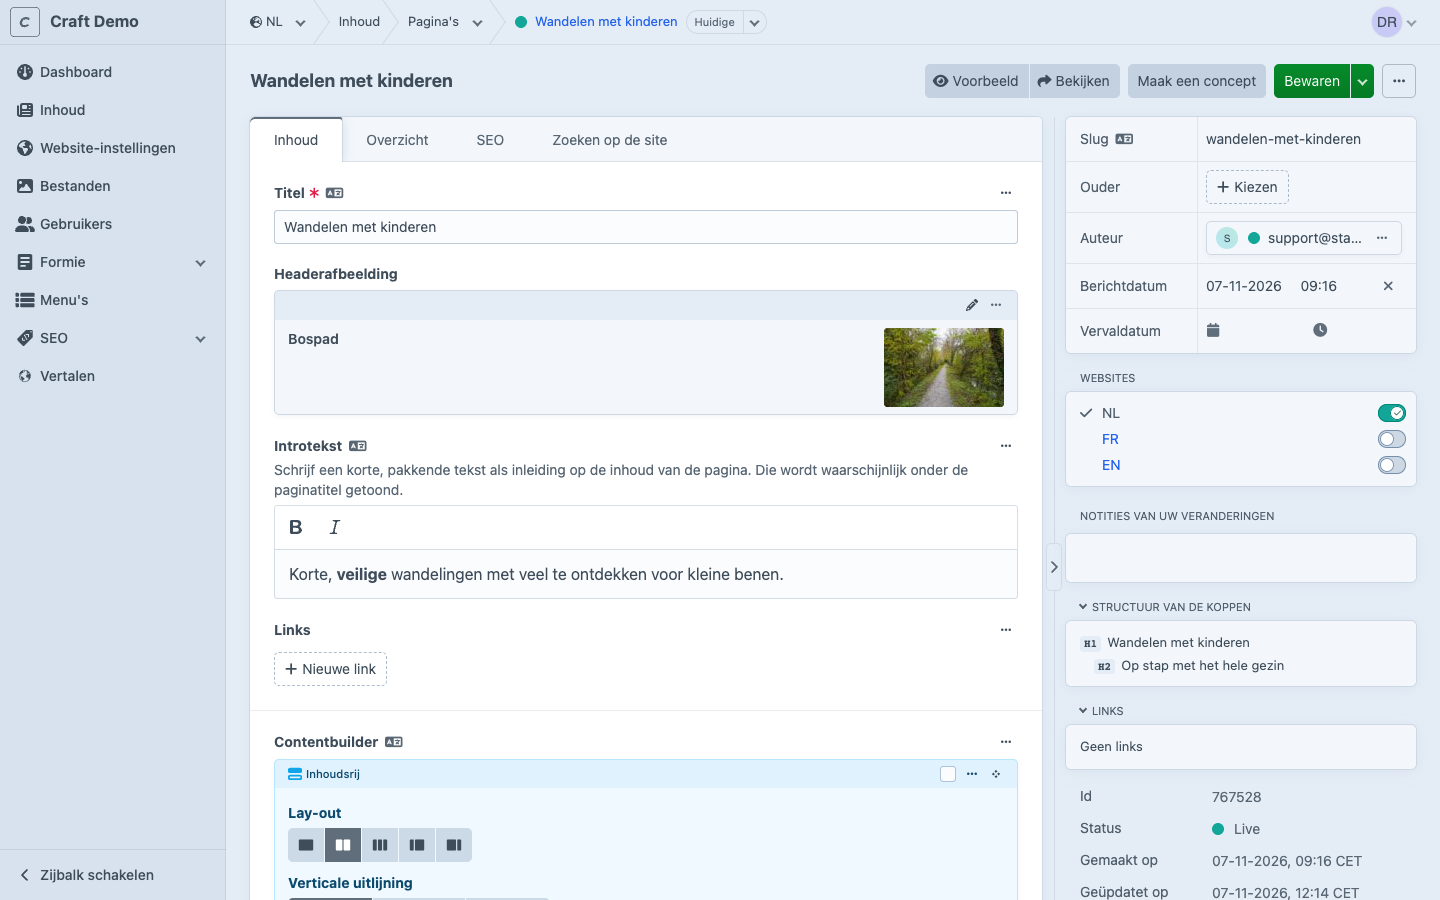 C Craft Demo
NL
Inhoud
Pagina's
Wandelen met kinderen
Huidige
DR
Dashboard
Inhoud
Website-instellingen
Bestanden
Gebruikers
Formie
Menu's
SEO
Vertalen
Zijbalk schakelen
Wandelen met kinderen
Voorbeeld
Bekijken
Maak een concept
Bewaren
Inhoud
Overzicht
SEO
Zoeken op de site
Titel *
Wandelen met kinderen
Headerafbeelding
Bospad
Introtekst
Schrijf een korte, pakkende tekst als inleiding op de inhoud van de pagina. Die wordt waarschijnlijk onder de
paginatitel getoond.
B I
Korte, veilige wandelingen met veel te ontdekken voor kleine benen.
Links
+ Nieuwe link
Contentbuilder
Inhoudsrij
Lay-out
Verticale uitlijning
Slug wandelen-met-kinderen
Ouder + Kiezen
Auteur S support@sta...
Berichtdatum 07-11-2026 09:16
Vervaldatum
WEBSITES
NL
FR
EN
NOTITIES VAN UW VERANDERINGEN
STRUCTUUR VAN DE KOPPEN
H1 Wandelen met kinderen
H2 Op stap met het hele gezin
LINKS
Geen links
Id 767528
Status Live
Gemaakt op 07-11-2026, 09:16 CET
Geüpdatet op 07-11-2026, 12:14 CET